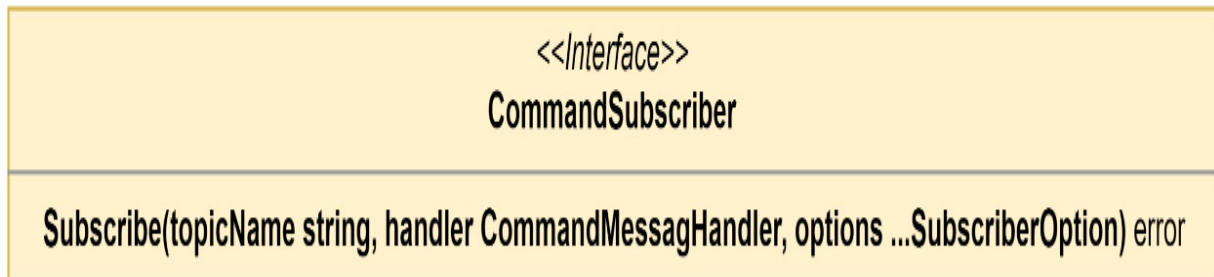 <<Interface>>
CommandSubscriber
Subscribe(topicName string, handler CommandMessagHandler, options ...SubscriberOption) error